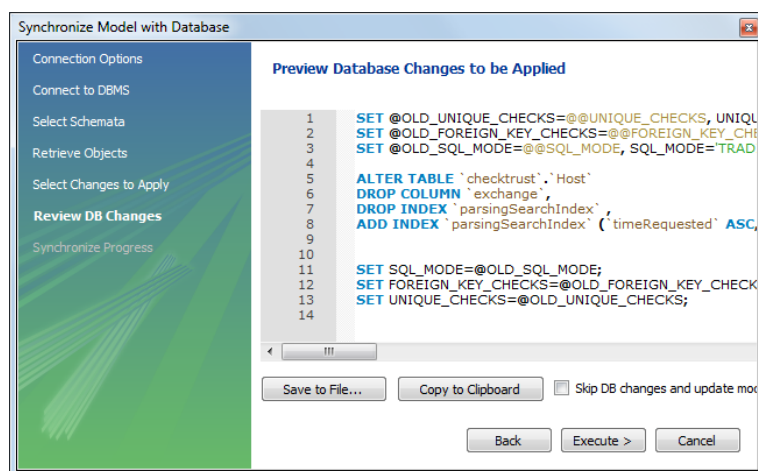 Synchronize Model with Database
Connection Options
Connect to DBMS
Select Schemata
Retrieve Objects
Select Changes to Apply
Review DB Changes
Synchronize Progress
Preview Database Changes to be Applied
1 SET @OLD_UNIQUE_CHECKS=@@UNIQUE_CHECKS, UNIQU
2 SET @OLD_FOREIGN_KEY_CHECKS=@@FOREIGN_KEY_CHE
3 SET @OLD_SQL_MODE=@@SQL_MODE, SQL_MODE='TRAD
4
5 ALTER TABLE `checktrust`.`Host`
6 DROP COLUMN `exchange`,
7 DROP INDEX `parsingSearchIndex` ,
8 ADD INDEX `parsingSearchIndex` (`timeRequested` ASC,
9
10
11 SET SQL_MODE=@OLD_SQL_MODE;
12 SET FOREIGN_KEY_CHECKS=@OLD_FOREIGN_KEY_CHECK
13 SET UNIQUE_CHECKS=@OLD_UNIQUE_CHECKS;
14
Save to File... Copy to Clipboard Skip DB changes and update mod
Back Execute > Cancel